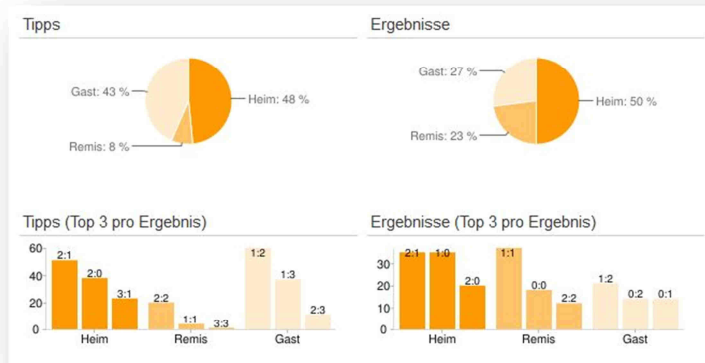 Tipps
Gast: 43 %
Heim: 48 %
Remis: 8 %
Ergebnisse
Gast: 27 %
Heim: 50 %
Remis: 23 %
Tipps (Top 3 pro Ergebnis)
60
40
20
0
2:1
2:0
3:1
2:2
1:1
3:3
1:2
1:3
2:3
Heim
Remis
Gast
Ergebnisse (Top 3 pro Ergebnis)
30
20
10
0
2:1
1:0
2:0
1:1
0:0
2:2
1:2
0:2
0:1
Heim
Remis
Gast